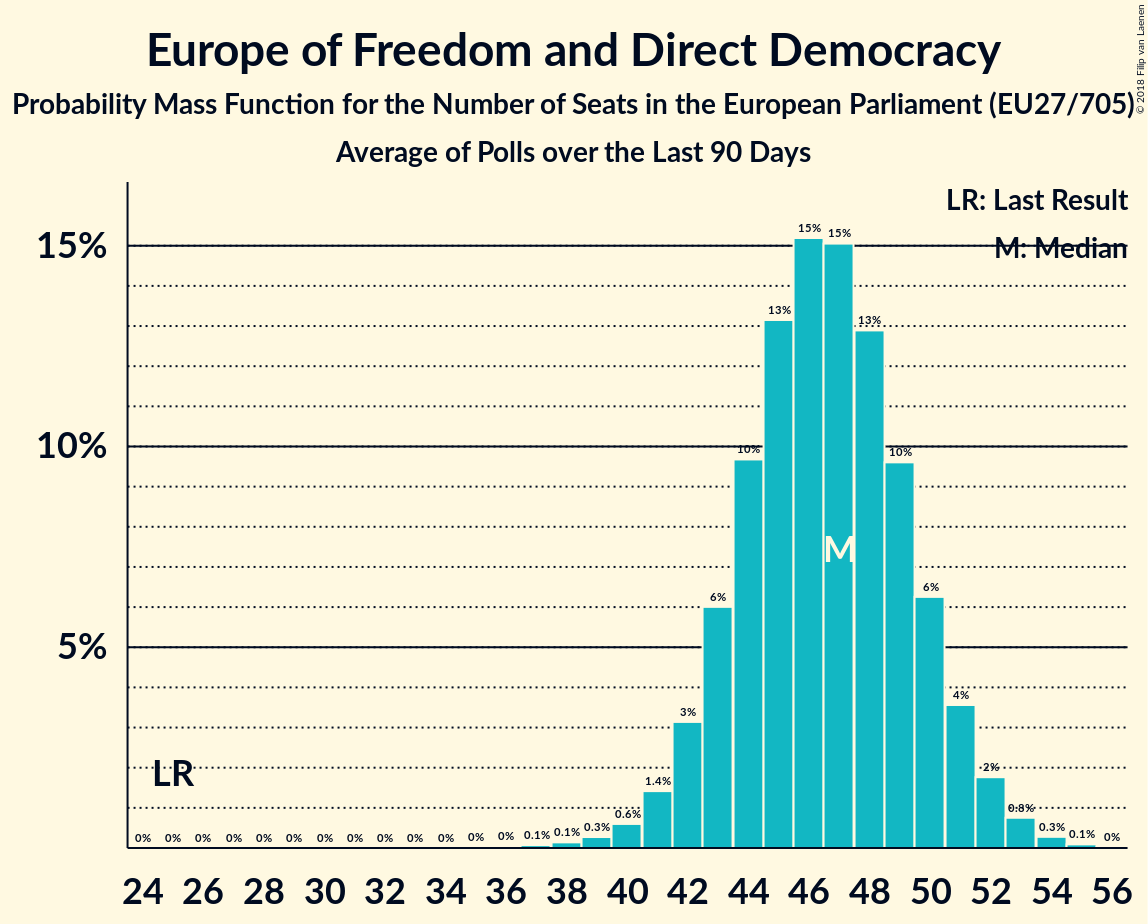 Europe of Freedom and Direct Democracy
Probability Mass Function for the Number of Seats in the European Parliament (EU27/705)
Average of Polls over the Last 90 Days
© 2018 Filip van Laenen
LR: Last Result
M: Median
15%
10%
5%
15% 15%
13% 13%
10% 10%
M
6% 6%
3% 4%
LR
0% 0% 0% 0% 0% 0% 0% 0% 0% 0% 0% 0% 0% 0.1% 0.1% 0.3% 0.6% 1.4% 2% 0.8% 0.3% 0.1% 0%
24 26 28 30 32 34 36 38 40 42 44 46 48 50 52 54 56